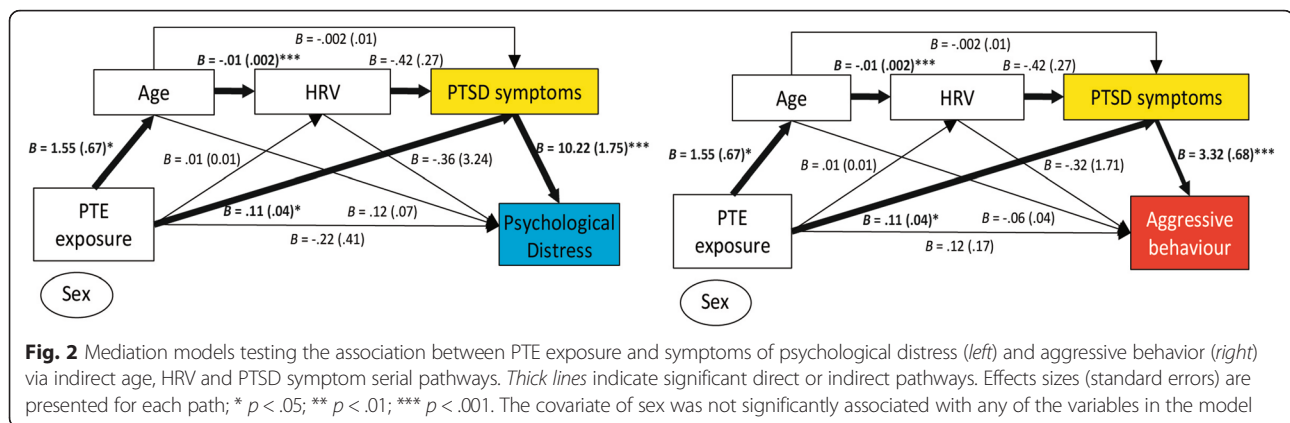 B = -.002 (.01)
B = -.01 (.002)***
B = -.42 (.27)
Age
HRV
PTSD symptoms
B = 1.55 (.67)*
B = .01 (0.01)
B = -.36 (3.24)
B = 10.22 (1.75)***
PTE
exposure
B = .11 (.04)*
B = .12 (.07)
B = -.22 (.41)
Psychological
Distress
Sex
B = -.002 (.01)
B = -.01 (.002)***
B = -.42 (.27)
Age
HRV
PTSD symptoms
B = 1.55 (.67)*
B = .01 (0.01)
B = -.32 (1.71)
B = 3.32 (.68)***
PTE
exposure
B = .11 (.04)*
B = -.06 (.04)
B = .12 (.17)
Aggressive
behaviour
Sex
Fig. 2 Mediation models testing the association between PTE exposure and symptoms of psychological distress (left) and aggressive behavior (right)
via indirect age, HRV and PTSD symptom serial pathways. Thick lines indicate significant direct or indirect pathways. Effects sizes (standard errors) are
presented for each path; * p < .05; ** p < .01; *** p < .001. The covariate of sex was not significantly associated with any of the variables in the model